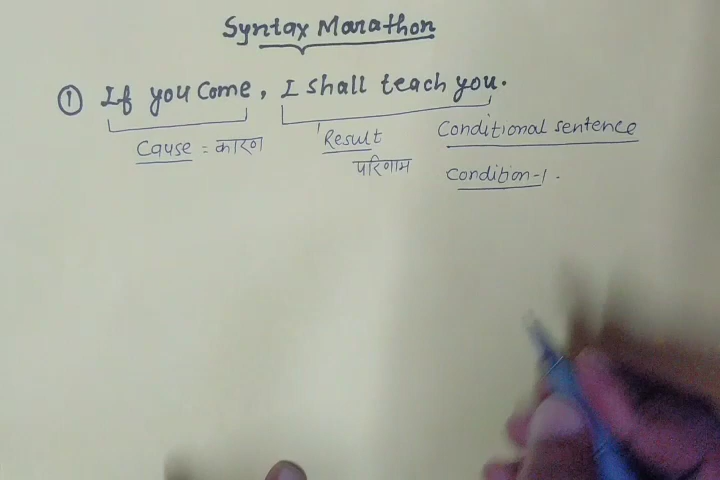 Syntax Marathon
① If you come, I shall teach you.
Cause = कारण
Result
परिणाम
Conditional sentence
Condition-1.